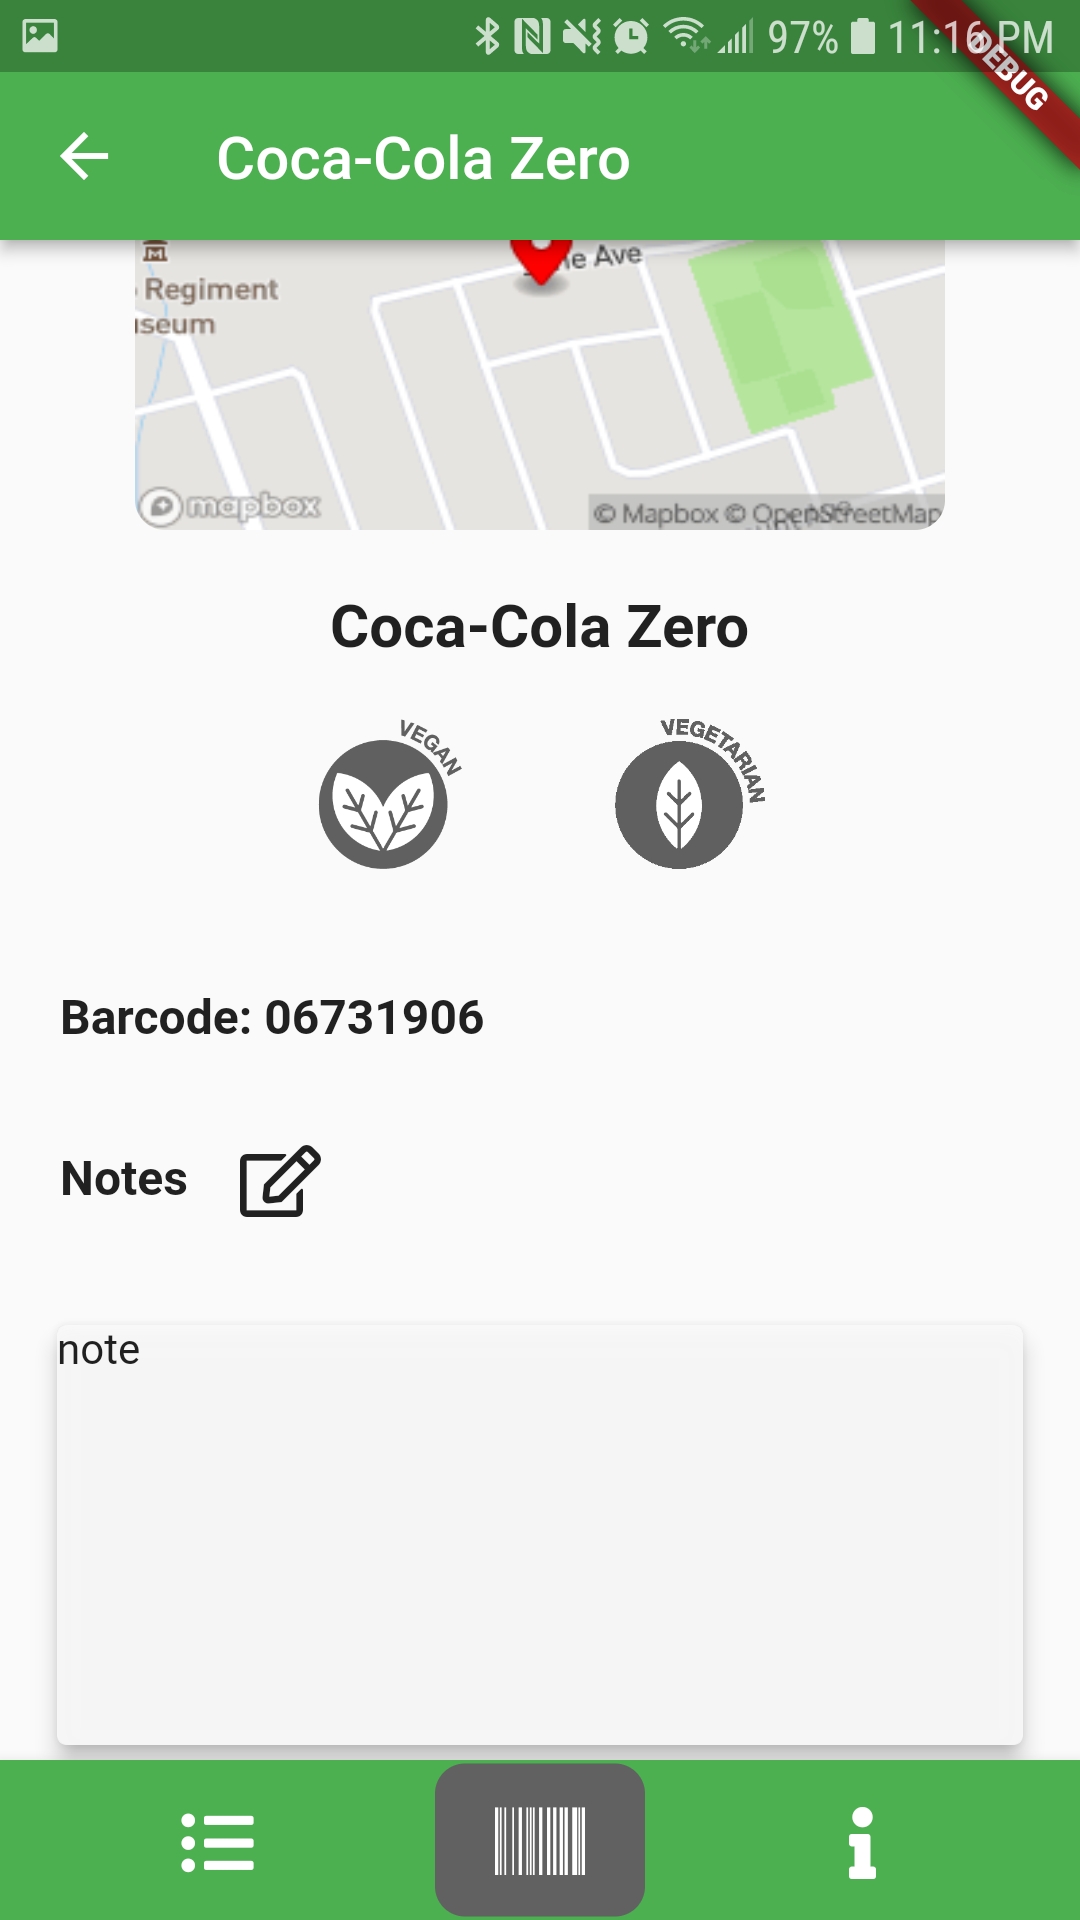 97% 11:16 PM
DEBUG
Coca-Cola Zero
Ave
Regiment
mapbox
© Mapbox © OpenStreetMap
Coca-Cola Zero
VEGAN
VEGETARIAN
Barcode: 06731906
Notes
note